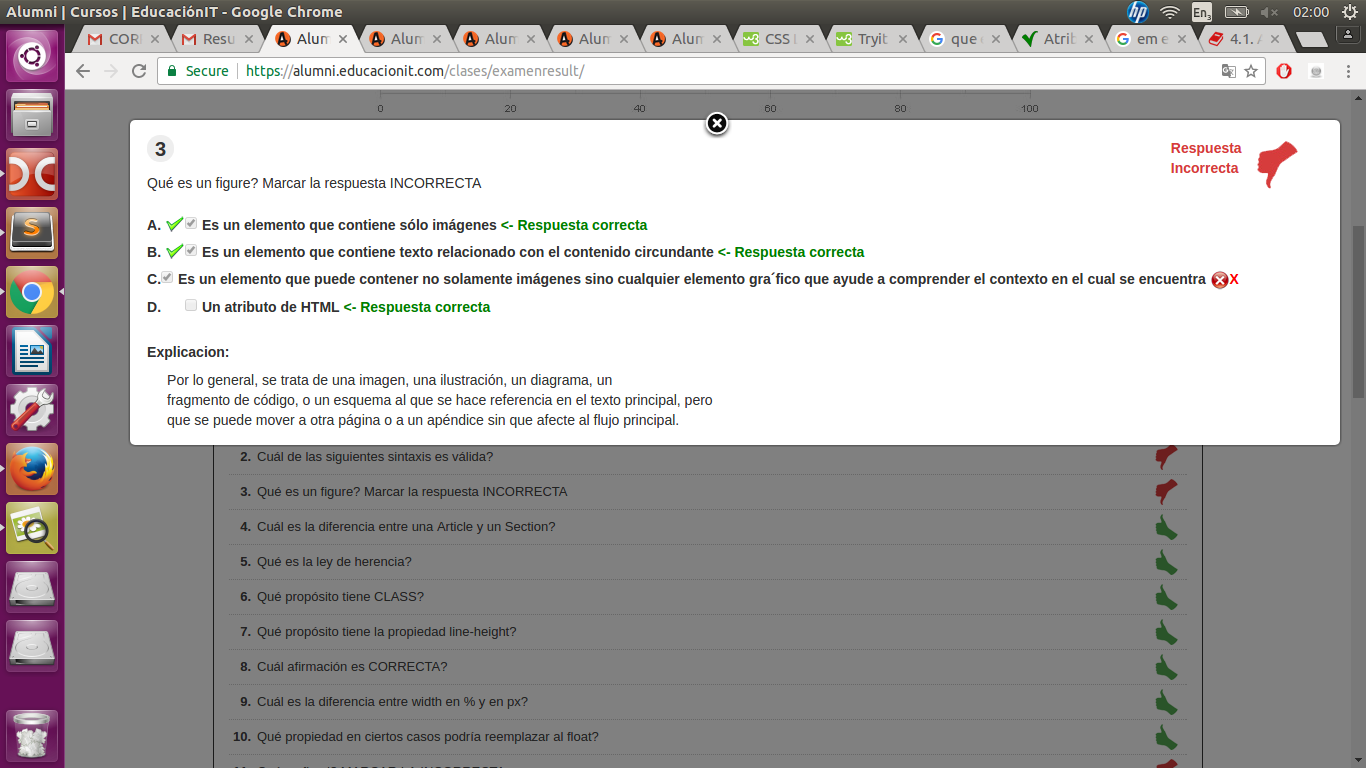 Alumni | Cursos | EducaciónIT - Google Chrome
En3
02:00
CORI
Resu
Alum
Alum
Alum
Alum
Alum
CSS
Tryit
que
Atrib
em e
4.1.
Secure
https://alumni.educacionit.com/clases/examenresult/
0 20 40 60 80 100
3
Respuesta
Incorrecta
Qué es un figure? Marcar la respuesta INCORRECTA
A. Es un elemento que contiene sólo imágenes <- Respuesta correcta
B. Es un elemento que contiene texto relacionado con el contenido circundante <- Respuesta correcta
C. Es un elemento que puede contener no solamente imágenes sino cualquier elemento gra´fico que ayude a comprender el contexto en el cual se encuentra X
D. Un atributo de HTML <- Respuesta correcta
Explicacion:
Por lo general, se trata de una imagen, una ilustración, un diagrama, un
fragmento de código, o un esquema al que se hace referencia en el texto principal, pero
que se puede mover a otra página o a un apéndice sin que afecte al flujo principal.
2. Cuál de las siguientes sintaxis es válida?
3. Qué es un figure? Marcar la respuesta INCORRECTA
4. Cuál es la diferencia entre una Article y un Section?
5. Qué es la ley de herencia?
6. Qué propósito tiene CLASS?
7. Qué propósito tiene la propiedad line-height?
8. Cuál afirmación es CORRECTA?
9. Cuál es la diferencia entre width en % y en px?
10. Qué propiedad en ciertos casos podría reemplazar al float?